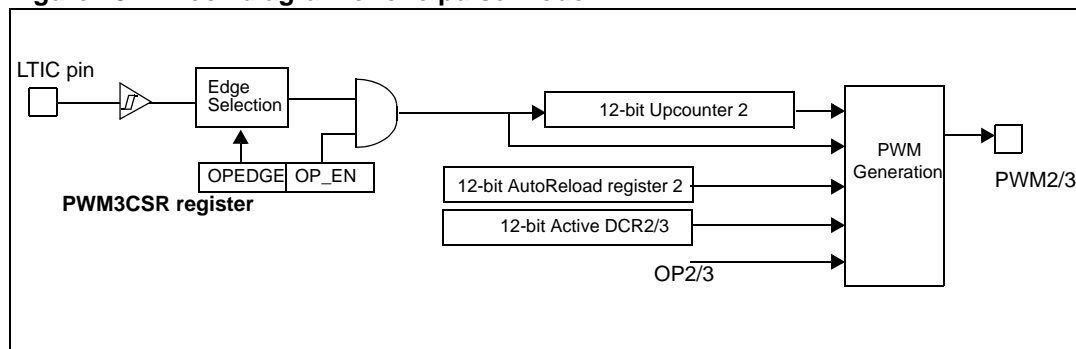 LTIC pin
Edge
Selection
12-bit Upcounter 2
OPEDGE OP_EN
PWM3CSR register
12-bit AutoReload register 2
12-bit Active DCR2/3
OP2/3
PWM
Generation
PWM2/3